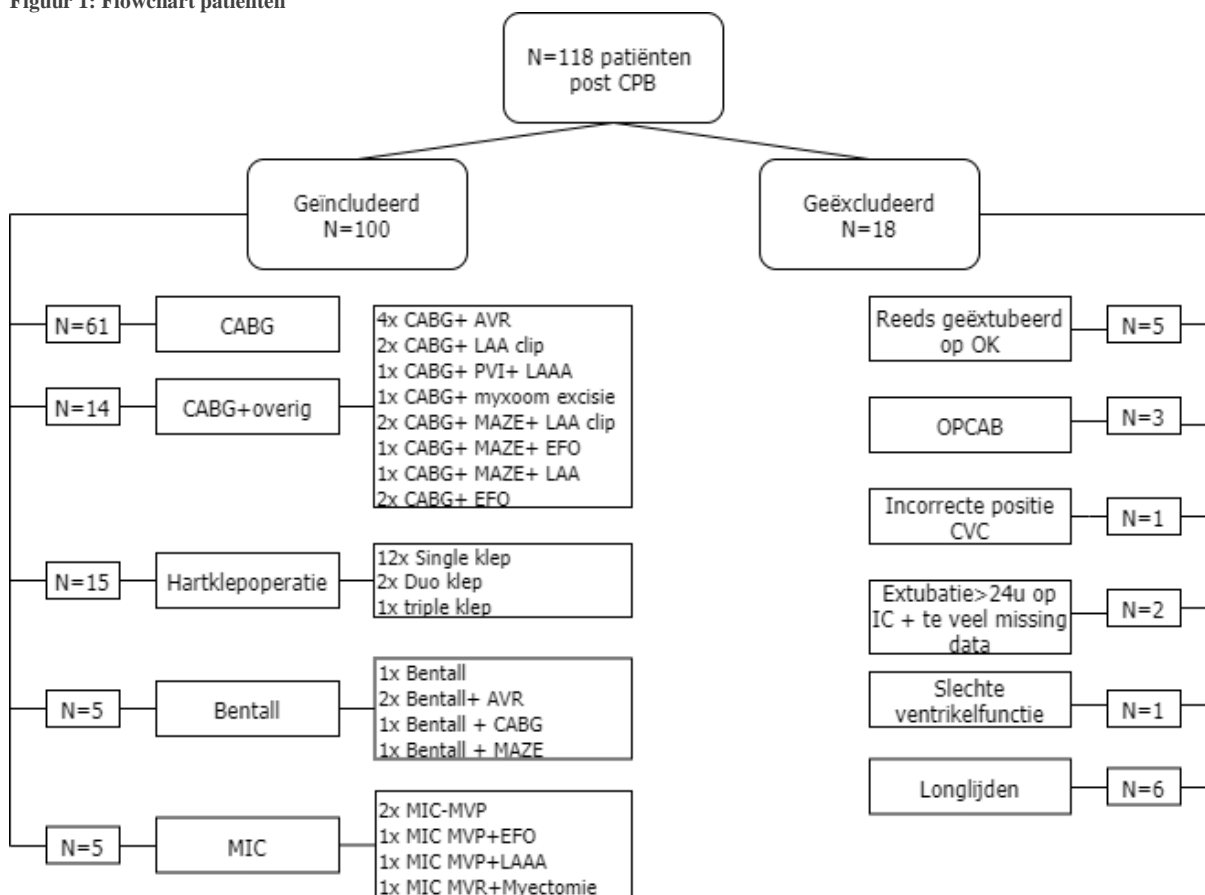 Figuur 1: Flowchart patiënten
N=118 patiënten
post CPB
Geïncludeerd
N=100
Geëxcludeerd
N=18
N=61
CABG
N=14
CABG+overig
4x CABG+ AVR
2x CABG+ LAA clip
1x CABG+ PVI+ LAAA
1x CABG+ myxoom excisie
2x CABG+ MAZE+ LAA clip
1x CABG+ MAZE+ EFO
1x CABG+ MAZE+ LAA
2x CABG+ EFO
N=15
Hartklepoperatie
12x Single klep
2x Duo klep
1x triple klep
N=5
Bentall
1x Bentall
2x Bentall+ AVR
1x Bentall + CABG
1x Bentall + MAZE
N=5
MIC
2x MIC-MVP
1x MIC MVP+EFO
1x MIC MVP+LAAA
1x MIC MVR+Myectomie
Reeds geëxtubeerd
op OK
N=5
OPCAB
N=3
Incorrecte positie
CVC
N=1
Extubatie>24u op
IC + te veel missing
data
N=2
Slechte
ventrikelfunctie
N=1
Longlijden
N=6